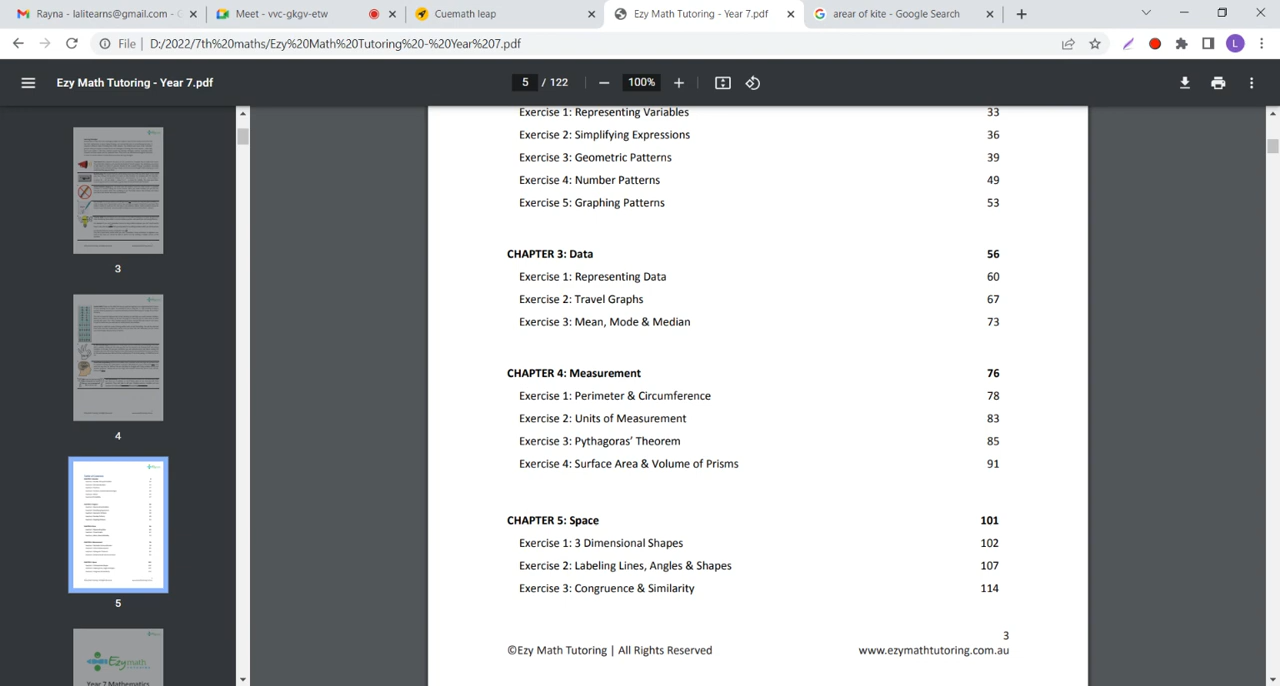 Rayna - lalitearns@gmail.com - G
Meet - vvc-gkgv-etw
Cuemath leap
Ezy Math Tutoring - Year 7.pdf
arear of kite - Google Search
File | D:/2022/7th%20maths/Ezy%20Math%20Tutoring%20-%20Year%207.pdf
L
Ezy Math Tutoring - Year 7.pdf
5 / 122
100%
3
4
5
Ezymath
TUTORING
Year 7 Mathematics
Exercise 1: Representing Variables 33
Exercise 2: Simplifying Expressions 36
Exercise 3: Geometric Patterns 39
Exercise 4: Number Patterns 49
Exercise 5: Graphing Patterns 53
CHAPTER 3: Data 56
Exercise 1: Representing Data 60
Exercise 2: Travel Graphs 67
Exercise 3: Mean, Mode & Median 73
CHAPTER 4: Measurement 76
Exercise 1: Perimeter & Circumference 78
Exercise 2: Units of Measurement 83
Exercise 3: Pythagoras' Theorem 85
Exercise 4: Surface Area & Volume of Prisms 91
CHAPTER 5: Space 101
Exercise 1: 3 Dimensional Shapes 102
Exercise 2: Labeling Lines, Angles & Shapes 107
Exercise 3: Congruence & Similarity 114
3
©Ezy Math Tutoring | All Rights Reserved www.ezymathtutoring.com.au